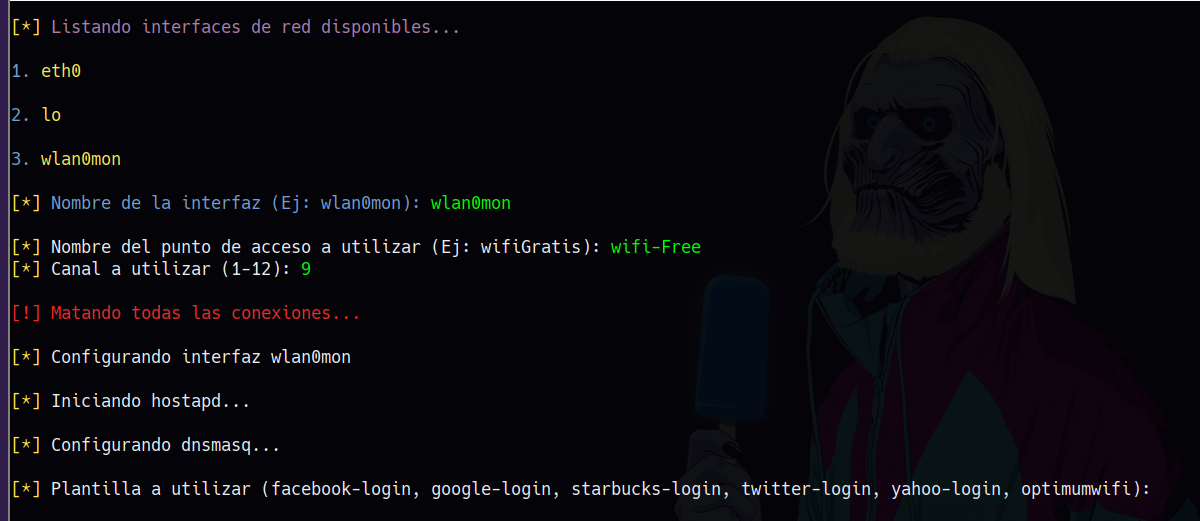 [*] Listando interfaces de red disponibles...
1. eth0
2. lo
3. wlan0mon
[*] Nombre de la interfaz (Ej: wlan0mon): wlan0mon
[*] Nombre del punto de acceso a utilizar (Ej: wifiGratis): wifi-Free
[*] Canal a utilizar (1-12): 9
[!] Matando todas las conexiones...
[*] Configurando interfaz wlan0mon
[*] Iniciando hostapd...
[*] Configurando dnsmasq...
[*] Plantilla a utilizar (facebook-login, google-login, starbucks-login, twitter-login, yahoo-login, optimumwifi):